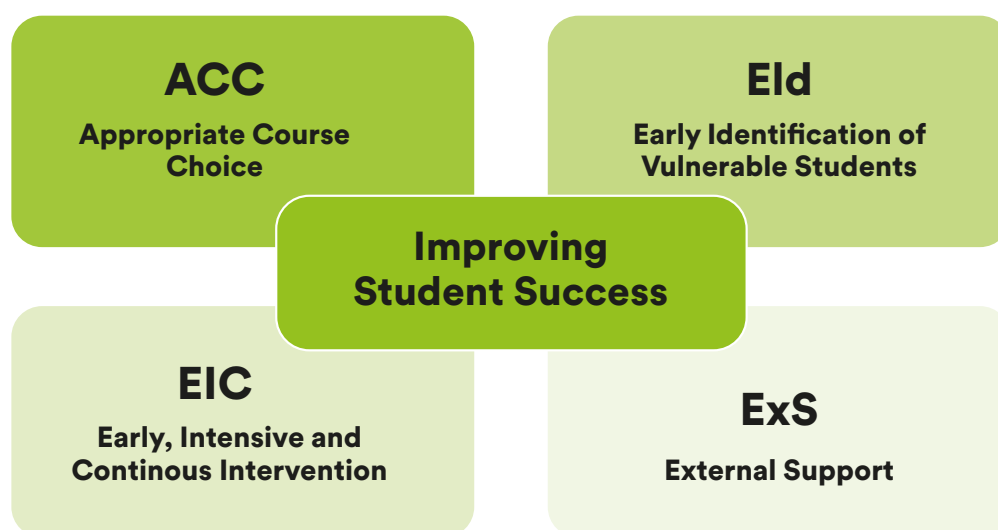 ACC
Appropriate Course
Choice
EId
Early Identification of
Vulnerable Students
Improving
Student Success
EIC
Early, Intensive and
Continous Intervention
ExS
External Support